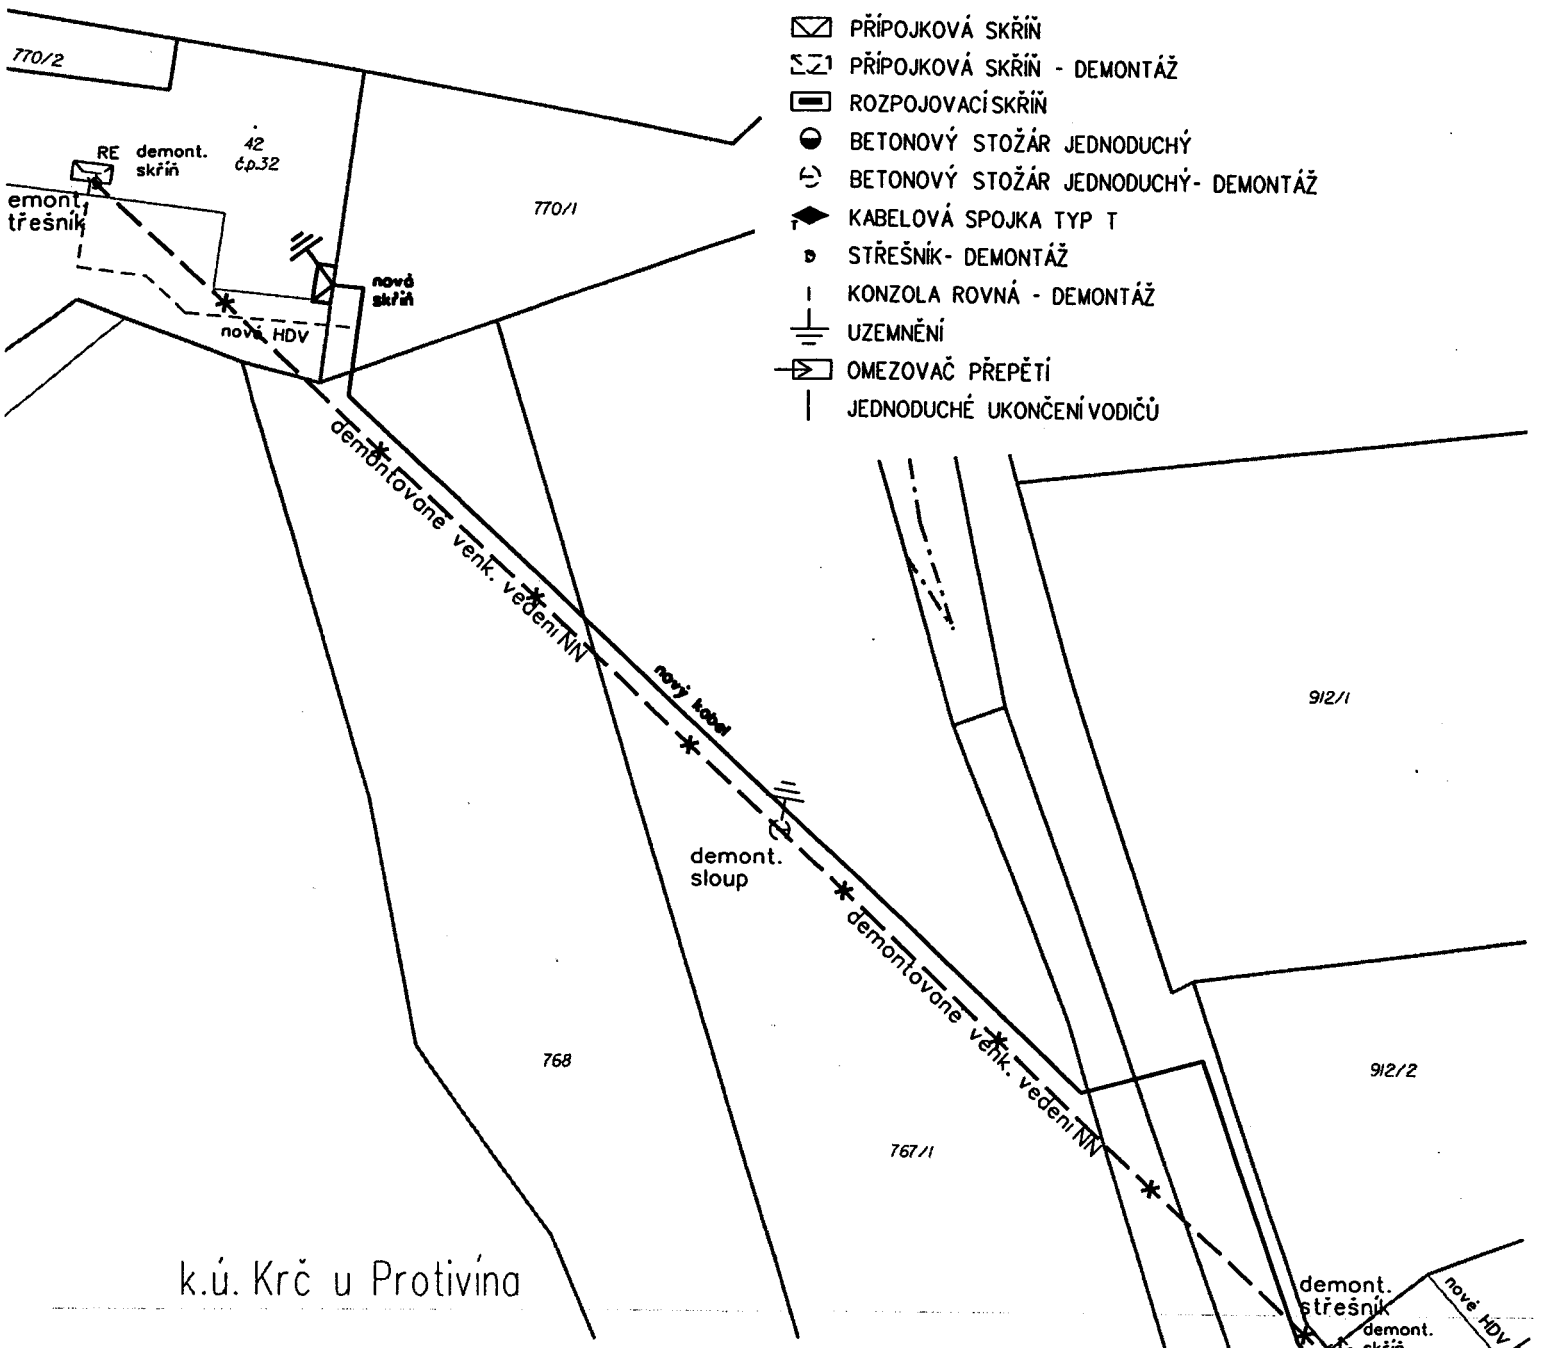 PŘÍPOJKOVÁ SKŘÍŇ
PŘÍPOJKOVÁ SKŘÍŇ - DEMONTÁŽ
ROZPOJOVACÍ SKŘÍŇ
BETONOVÝ STOŽÁR JEDNODUCHÝ
BETONOVÝ STOŽÁR JEDNODUCHÝ- DEMONTÁŽ
T
KABELOVÁ SPOJKA TYP T
STŘEŠNÍK- DEMONTÁŽ
KONZOLA ROVNÁ - DEMONTÁŽ
UZEMNĚNÍ
OMEZOVAČ PŘEPĚTÍ
JEDNODUCHÉ UKONČENÍ VODIČŮ
770/2
42
č.p.32
RE demont.
skříň
emont.
třešník
770/1
nová
skříň
nové HDV
demontované venk. vedení NN
nový kabel
demont.
sloup
demontované venk. vedení NN
912/1
912/2
768
767/1
k.ú. Krč u Protivína
demont.
střešník
nové HDV
demont.
skříň